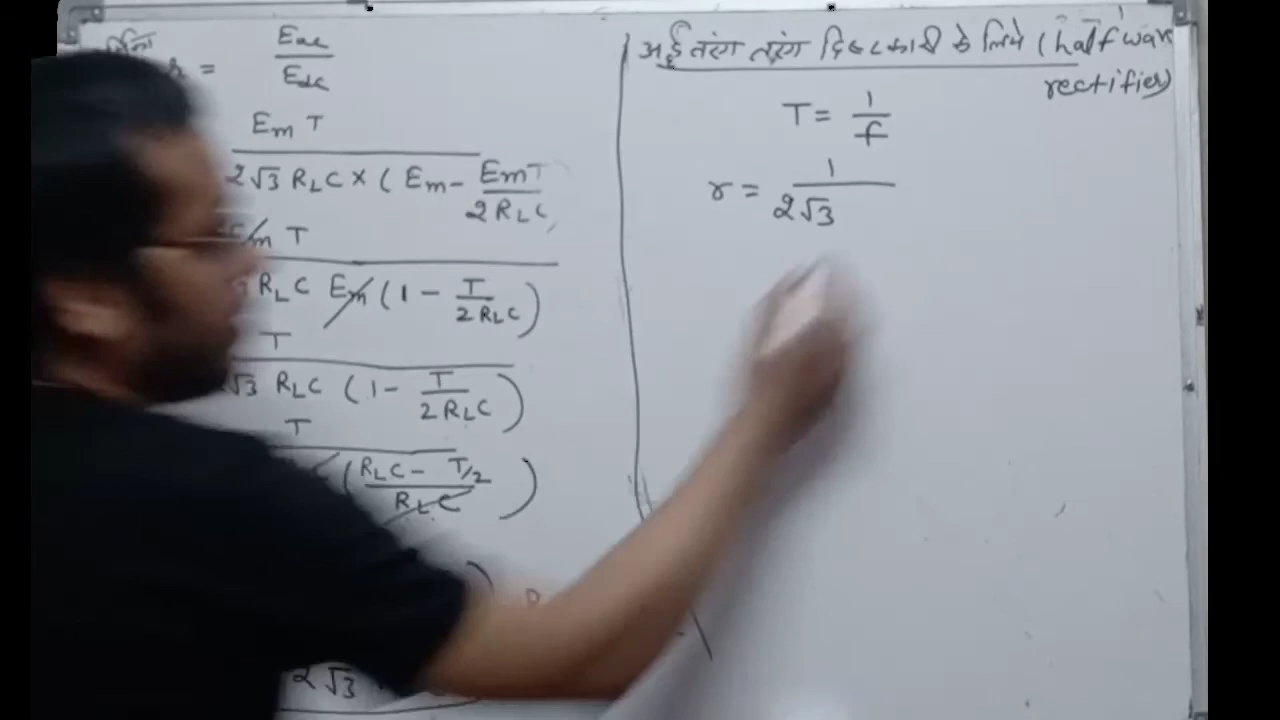 r = Eac / Edc
Em T
2√3 RLC × ( Em - EmT / 2RLC
Em T
RLC Em ( 1 - T / 2RLC )
T
√3 RLC ( 1 - T / 2RLC )
T
( RLC - T/2 / RLC )
2√3
अर्द्ध तरंग तरंग दिष्टकारी के लिये ( half wave
rectifier)
T = 1 / f
r = 1 / 2√3